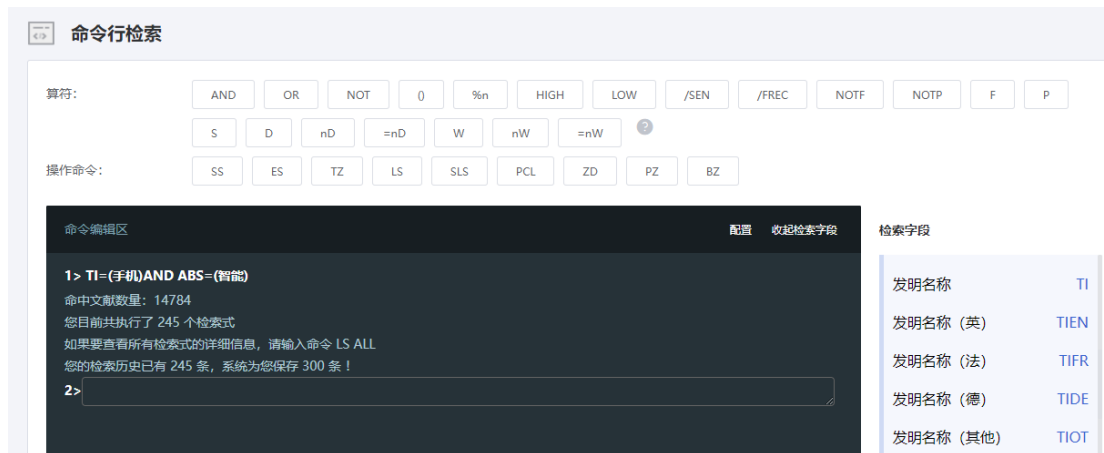 命令行检索
算符： AND OR NOT () %n HIGH LOW /SEN /FREC NOTF NOTP F P
S D nD =nD W nW =nW ?
操作命令： SS ES TZ LS SLS PCL ZD PZ BZ
命令编辑区 配置 收起检索字段
1> TI=(手机)AND ABS=(智能)
命中文献数量：14784
您目前共执行了 245 个检索式
如果要查看所有检索式的详细信息，请输入命令 LS ALL
您的检索历史已有 245 条，系统为您保存 300 条！
2>
检索字段
发明名称 TI
发明名称（英） TIEN
发明名称（法） TIFR
发明名称（德） TIDE
发明名称（其他） TIOT